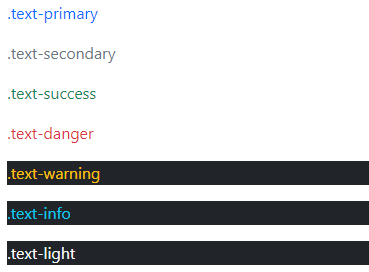 .text-primary
.text-secondary
.text-success
.text-danger
.text-warning
.text-info
.text-light